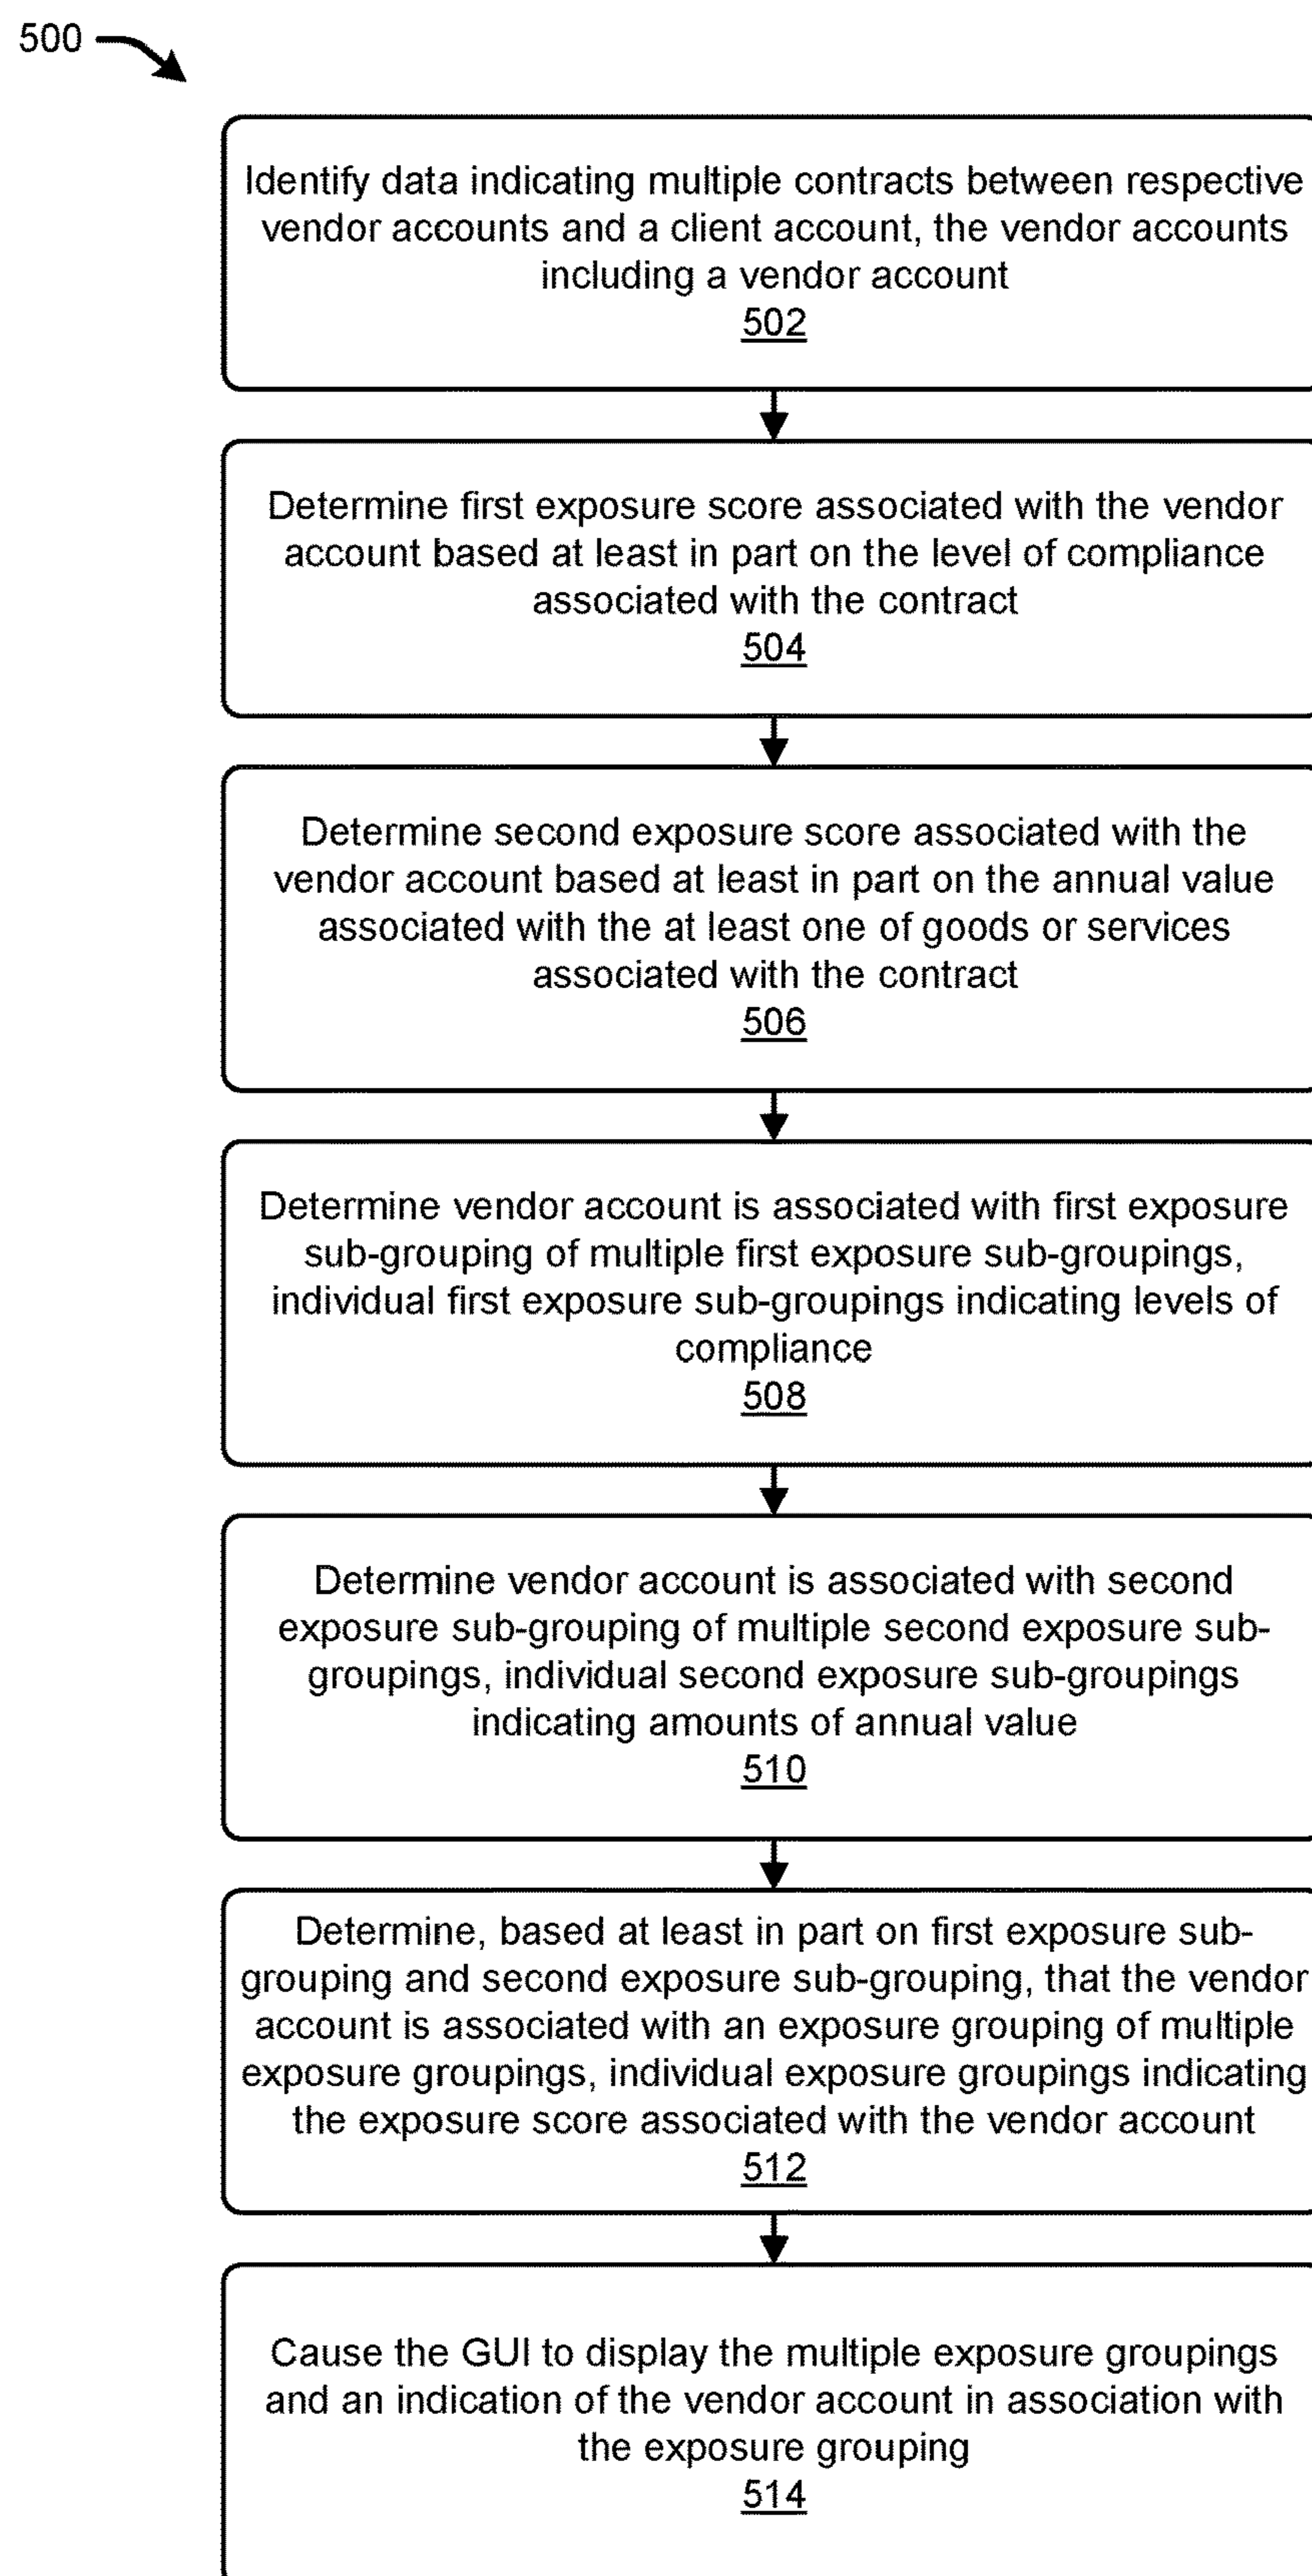 500
Identify data indicating multiple contracts between respective
vendor accounts and a client account, the vendor accounts
including a vendor account
502
Determine first exposure score associated with the vendor
account based at least in part on the level of compliance
associated with the contract
504
Determine second exposure score associated with the
vendor account based at least in part on the annual value
associated with the at least one of goods or services
associated with the contract
506
Determine vendor account is associated with first exposure
sub-grouping of multiple first exposure sub-groupings,
individual first exposure sub-groupings indicating levels of
compliance
508
Determine vendor account is associated with second
exposure sub-grouping of multiple second exposure sub-
groupings, individual second exposure sub-groupings
indicating amounts of annual value
510
Determine, based at least in part on first exposure sub-
grouping and second exposure sub-grouping, that the vendor
account is associated with an exposure grouping of multiple
exposure groupings, individual exposure groupings indicating
the exposure score associated with the vendor account
512
Cause the GUI to display the multiple exposure groupings
and an indication of the vendor account in association with
the exposure grouping
514